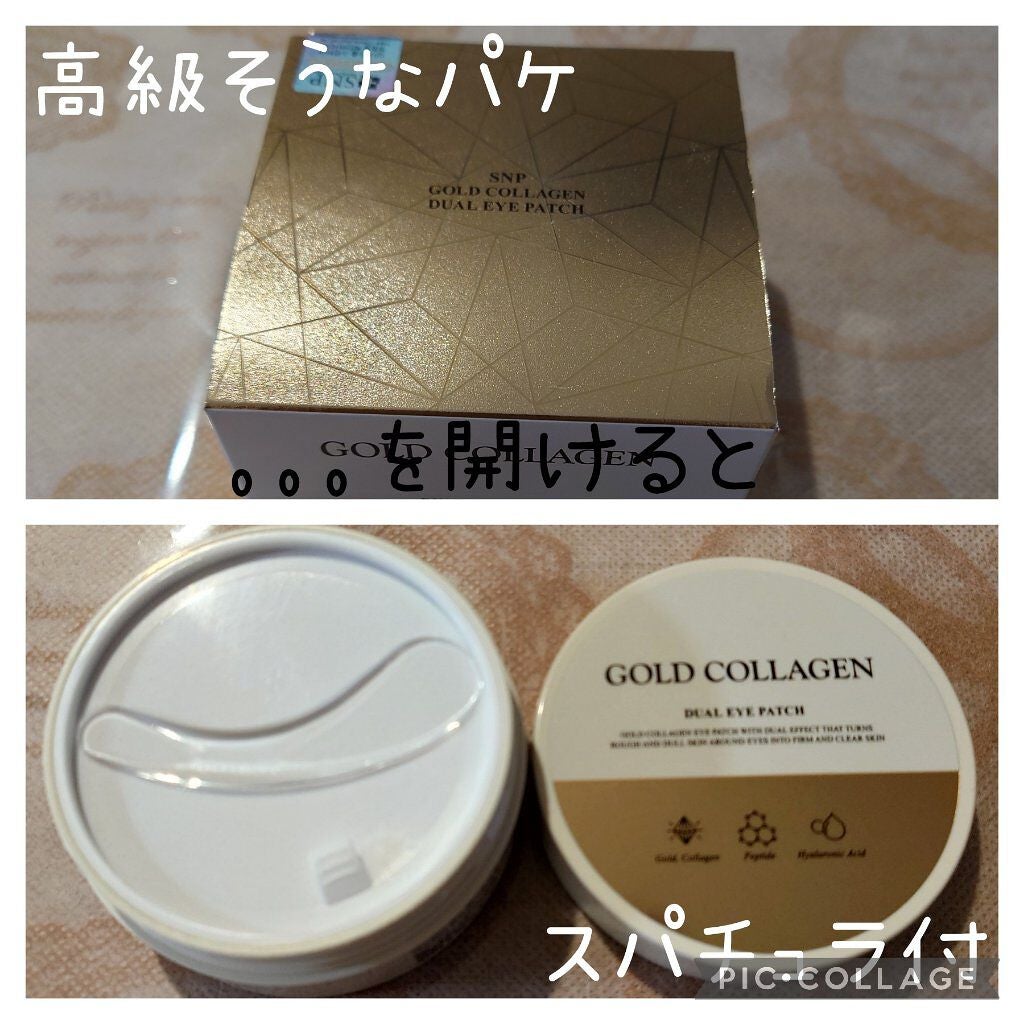 高級そうなパケ
SNP
SNP
GOLD COLLAGEN
DUAL EYE PATCH
GOLD COLLAGEN
。。。を開けると
GOLD COLLAGEN
DUAL EYE PATCH
GOLD COLLAGEN EYE PATCH WITH DUAL EFFECT THAT TURNS
ROUGH AND DULL SKIN AROUND EYES INTO FIRM AND CLEAR SKIN
Gold, Collagen Peptide Hyaluronic Acid
スパチーラ付
PIC·COLLAGE